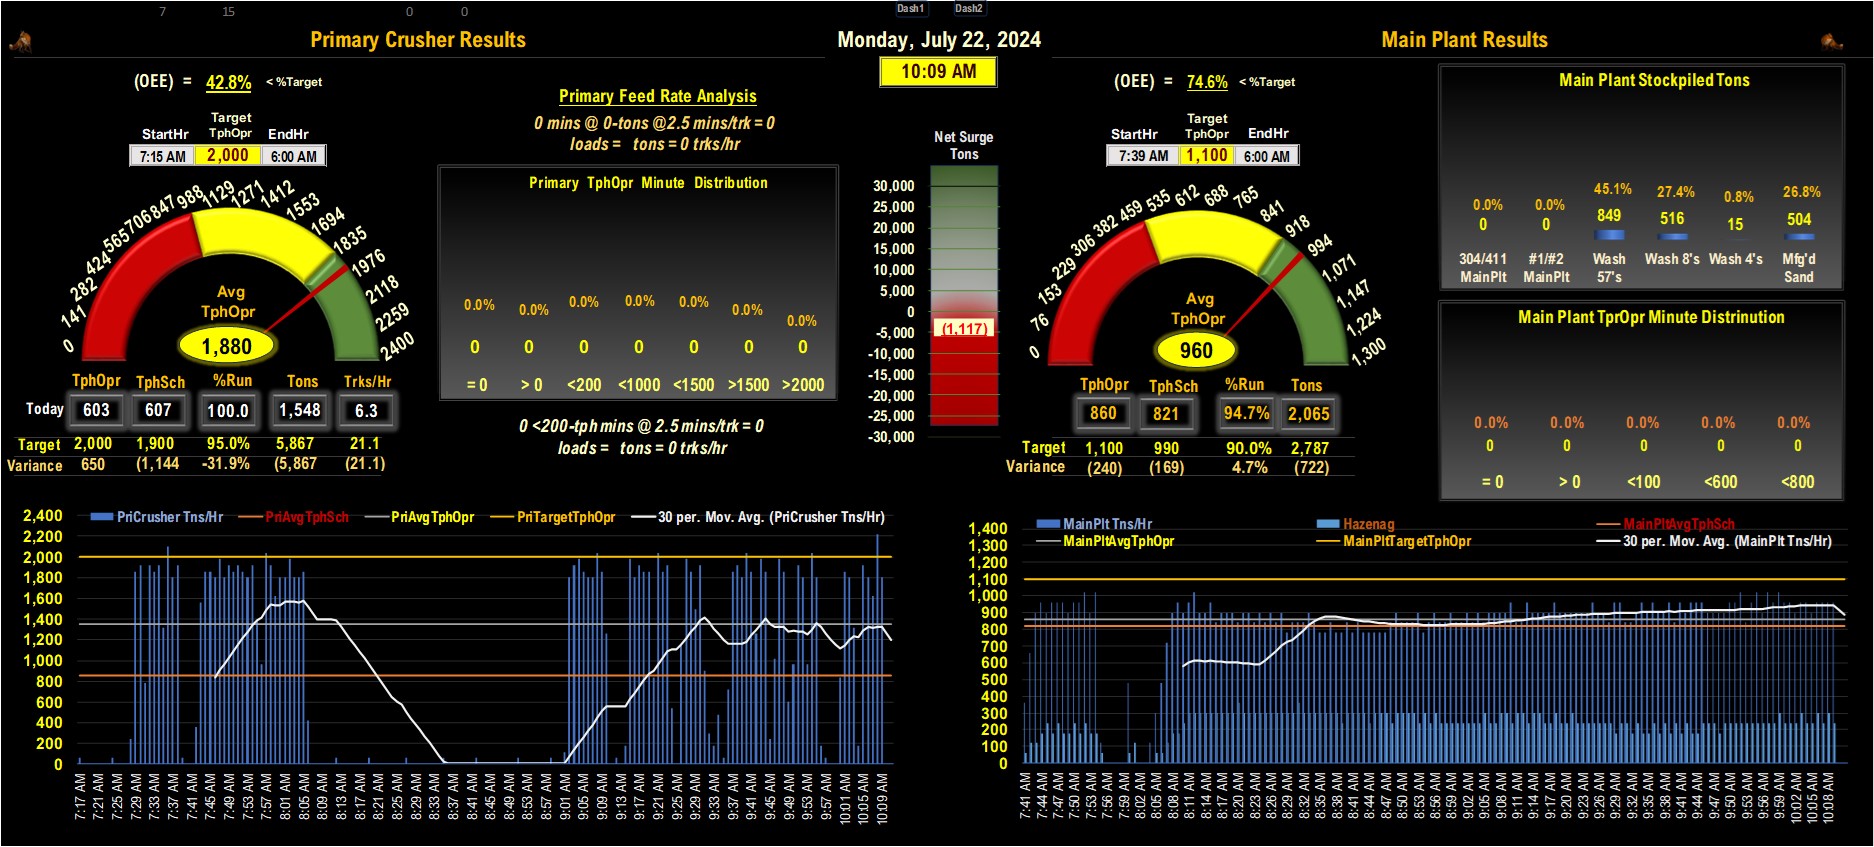 7 15 0 0 Dash1 Dash2
Primary Crusher Results
Monday, July 22, 2024
Main Plant Results
10:09 AM
(OEE) = 42.8% < %Target
Target
StartHr TphOpr EndHr
7:15 AM 2,000 6:00 AM
0 141 282 424 565 706 847 988 1129 1271 1412 1553 1694 1835 1976 2118 2259 2400
Avg
TphOpr
1,880
TphOpr TphSch %Run Tons Trks/Hr
Today 603 607 100.0 1,548 6.3
Target 2,000 1,900 95.0% 5,867 21.1
Variance 650 (1,144 -31.9% (5,867 (21.1)
Primary Feed Rate Analysis
0 mins @ 0-tons @2.5 mins/trk = 0
loads = tons = 0 trks/hr
Primary TphOpr Minute Distribution
0.0% 0.0% 0.0% 0.0% 0.0% 0.0% 0.0%
0 0 0 0 0 0 0
= 0 > 0 <200 <1000 <1500 >1500 >2000
0 <200-tph mins @ 2.5 mins/trk = 0
loads = tons = 0 trks/hr
Net Surge
Tons
30,000
25,000
20,000
15,000
10,000
5,000
0
(1,117)
-5,000
-10,000
-15,000
-20,000
-25,000
-30,000
(OEE) = 74.6% < %Target
Target
StartHr TphOpr EndHr
7:39 AM 1,100 6:00 AM
0 76 153 229 306 382 459 535 612 688 765 841 918 994 1,071 1,147 1,224 1,300
Avg
TphOpr
960
TphOpr TphSch %Run Tons
860 821 94.7% 2,065
Target 1,100 990 90.0% 2,787
Variance (240) (169) 4.7% (722)
Main Plant Stockpiled Tons
0.0% 0.0% 45.1% 27.4% 0.8% 26.8%
0 0 849 516 15 504
304/411 #1/#2 Wash Wash 8's Wash 4's Mfg'd
MainPlt MainPlt 57's Sand
Main Plant TprOpr Minute Distrinution
0.0% 0.0% 0.0% 0.0% 0.0%
0 0 0 0 0
= 0 > 0 <100 <600 <800
PriCrusher Tns/Hr PriAvgTphSch PriAvgTphOpr PriTargetTphOpr 30 per. Mov. Avg. (PriCrusher Tns/Hr)
2,400
2,200
2,000
1,800
1,600
1,400
1,200
1,000
800
600
400
200
0
7:17 AM 7:21 AM 7:25 AM 7:29 AM 7:33 AM 7:37 AM 7:41 AM 7:45 AM 7:49 AM 7:53 AM 7:57 AM 8:01 AM 8:05 AM 8:09 AM 8:13 AM 8:17 AM 8:21 AM 8:25 AM 8:29 AM 8:33 AM 8:37 AM 8:41 AM 8:45 AM 8:49 AM 8:53 AM 8:57 AM 9:01 AM 9:05 AM 9:09 AM 9:13 AM 9:17 AM 9:21 AM 9:25 AM 9:29 AM 9:33 AM 9:37 AM 9:41 AM 9:45 AM 9:49 AM 9:53 AM 9:57 AM 10:01 AM 10:05 AM 10:09 AM
MainPlt Tns/Hr Hazenag MainPltAvgTphSch
MainPltAvgTphOpr MainPltTargetTphOpr 30 per. Mov. Avg. (MainPlt Tns/Hr)
1,400
1,300
1,200
1,100
1,000
900
800
700
600
500
400
300
200
100
0
7:41 AM 7:44 AM 7:47 AM 7:50 AM 7:53 AM 7:56 AM 7:59 AM 8:02 AM 8:05 AM 8:08 AM 8:11 AM 8:14 AM 8:17 AM 8:20 AM 8:23 AM 8:26 AM 8:29 AM 8:32 AM 8:35 AM 8:38 AM 8:41 AM 8:44 AM 8:47 AM 8:50 AM 8:53 AM 8:56 AM 8:59 AM 9:02 AM 9:05 AM 9:08 AM 9:11 AM 9:14 AM 9:17 AM 9:20 AM 9:23 AM 9:26 AM 9:29 AM 9:32 AM 9:35 AM 9:38 AM 9:41 AM 9:44 AM 9:47 AM 9:50 AM 9:53 AM 9:56 AM 9:59 AM 10:02 AM 10:05 AM 10:08 AM